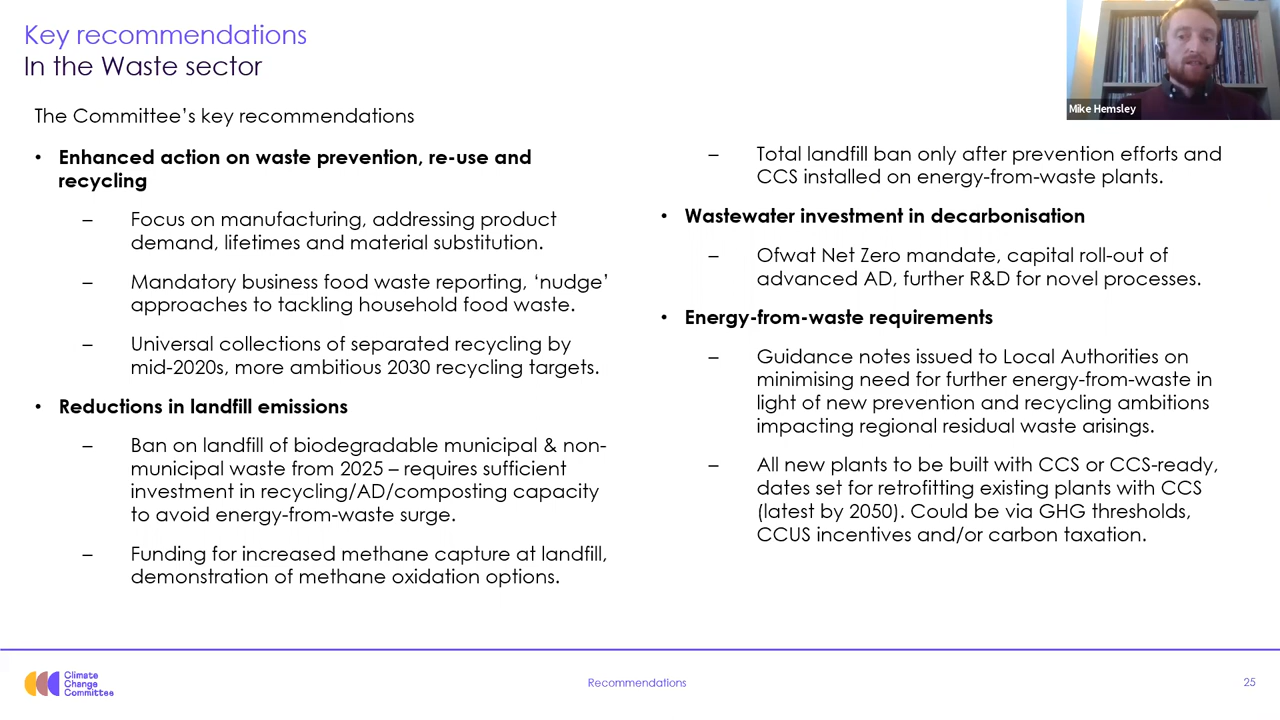 Key recommendations
In the Waste sector
Mike Hemsley
The Committee's key recommendations
• Enhanced action on waste prevention, re-use and
recycling
– Focus on manufacturing, addressing product
demand, lifetimes and material substitution.
– Mandatory business food waste reporting, 'nudge'
approaches to tackling household food waste.
– Universal collections of separated recycling by
mid-2020s, more ambitious 2030 recycling targets.
• Reductions in landfill emissions
– Ban on landfill of biodegradable municipal & non-
municipal waste from 2025 – requires sufficient
investment in recycling/AD/composting capacity
to avoid energy-from-waste surge.
– Funding for increased methane capture at landfill,
demonstration of methane oxidation options.
– Total landfill ban only after prevention efforts and
CCS installed on energy-from-waste plants.
• Wastewater investment in decarbonisation
– Ofwat Net Zero mandate, capital roll-out of
advanced AD, further R&D for novel processes.
• Energy-from-waste requirements
– Guidance notes issued to Local Authorities on
minimising need for further energy-from-waste in
light of new prevention and recycling ambitions
impacting regional residual waste arisings.
– All new plants to be built with CCS or CCS-ready,
dates set for retrofitting existing plants with CCS
(latest by 2050). Could be via GHG thresholds,
CCUS incentives and/or carbon taxation.
Climate
Change
Committee
Recommendations
25